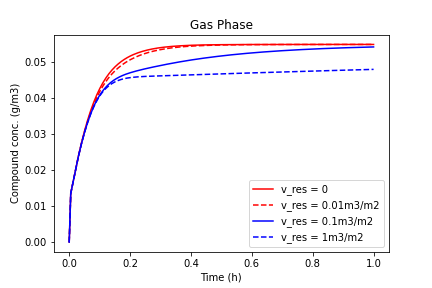 Gas Phase
Compound conc. (g/m3)
0.05
0.04
0.03
0.02
0.01
0.00
v_res = 0
v_res = 0.01m3/m2
v_res = 0.1m3/m2
v_res = 1m3/m2
0.0 0.2 0.4 0.6 0.8 1.0
Time (h)